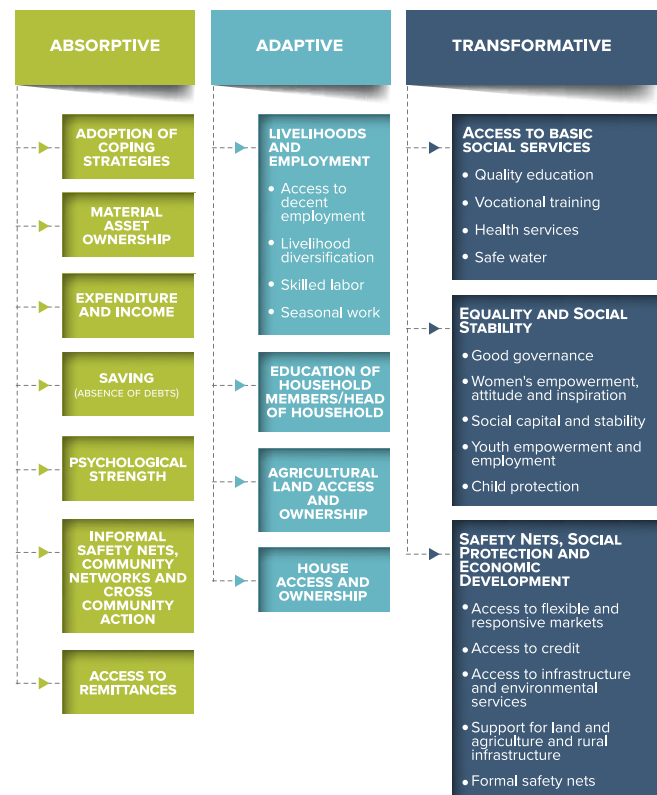 ABSORPTIVE
ADOPTION OF
COPING
STRATEGIES
MATERIAL
ASSET
OWNERSHIP
EXPENDITURE
AND INCOME
SAVING
(ABSENCE OF DEBTS)
PSYCHOLOGICAL
STRENGTH
INFORMAL
SAFETY NETS,
COMMUNITY
NETWORKS AND
CROSS
COMMUNITY
ACTION
ACCESS TO
REMITTANCES
ADAPTIVE
LIVELIHOODS
AND
EMPLOYMENT
• Access to
decent
employment
• Livelihood
diversification
• Skilled labor
• Seasonal work
EDUCATION OF
HOUSEHOLD
MEMBERS/HEAD
OF HOUSEHOLD
AGRICULTURAL
LAND ACCESS
AND
OWNERSHIP
HOUSE
ACCESS AND
OWNERSHIP
TRANSFORMATIVE
ACCESS TO BASIC
SOCIAL SERVICES
• Quality education
• Vocational training
• Health services
• Safe water
EQUALITY AND SOCIAL
STABILITY
• Good governance
• Women's empowerment,
attitude and inspiration
• Social capital and stability
• Youth empowerment and
employment
• Child protection
SAFETY NETS, SOCIAL
PROTECTION AND
ECONOMIC
DEVELOPMENT
• Access to flexible and
responsive markets
• Access to credit
• Access to infrastructure
and environmental
services
• Support for land and
agriculture and rural
infrastructure
• Formal safety nets